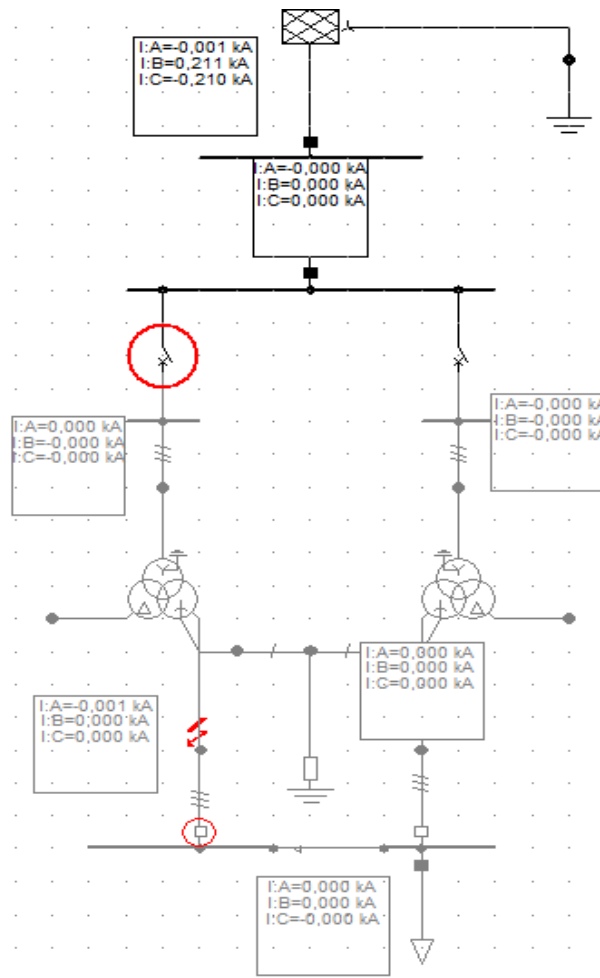 I:A=-0,001 kA
I:B=0,211 kA
I:C=-0,210 kA
I:A=-0,000 kA
I:B=0,000 kA
I:C=0,000 kA
I:A=0,000 kA
I:B=-0,000 kA
I:C=-0,000 kA
I:A=-0,000 kA
I:B=-0,000 kA
I:C=-0,000 kA
I:A=0,000 kA
I:B=0,000 kA
I:C=0,000 kA
I:A=-0,001 kA
I:B=0,000 kA
I:C=0,000 kA
I:A=0,000 kA
I:B=0,000 kA
I:C=-0,000 kA